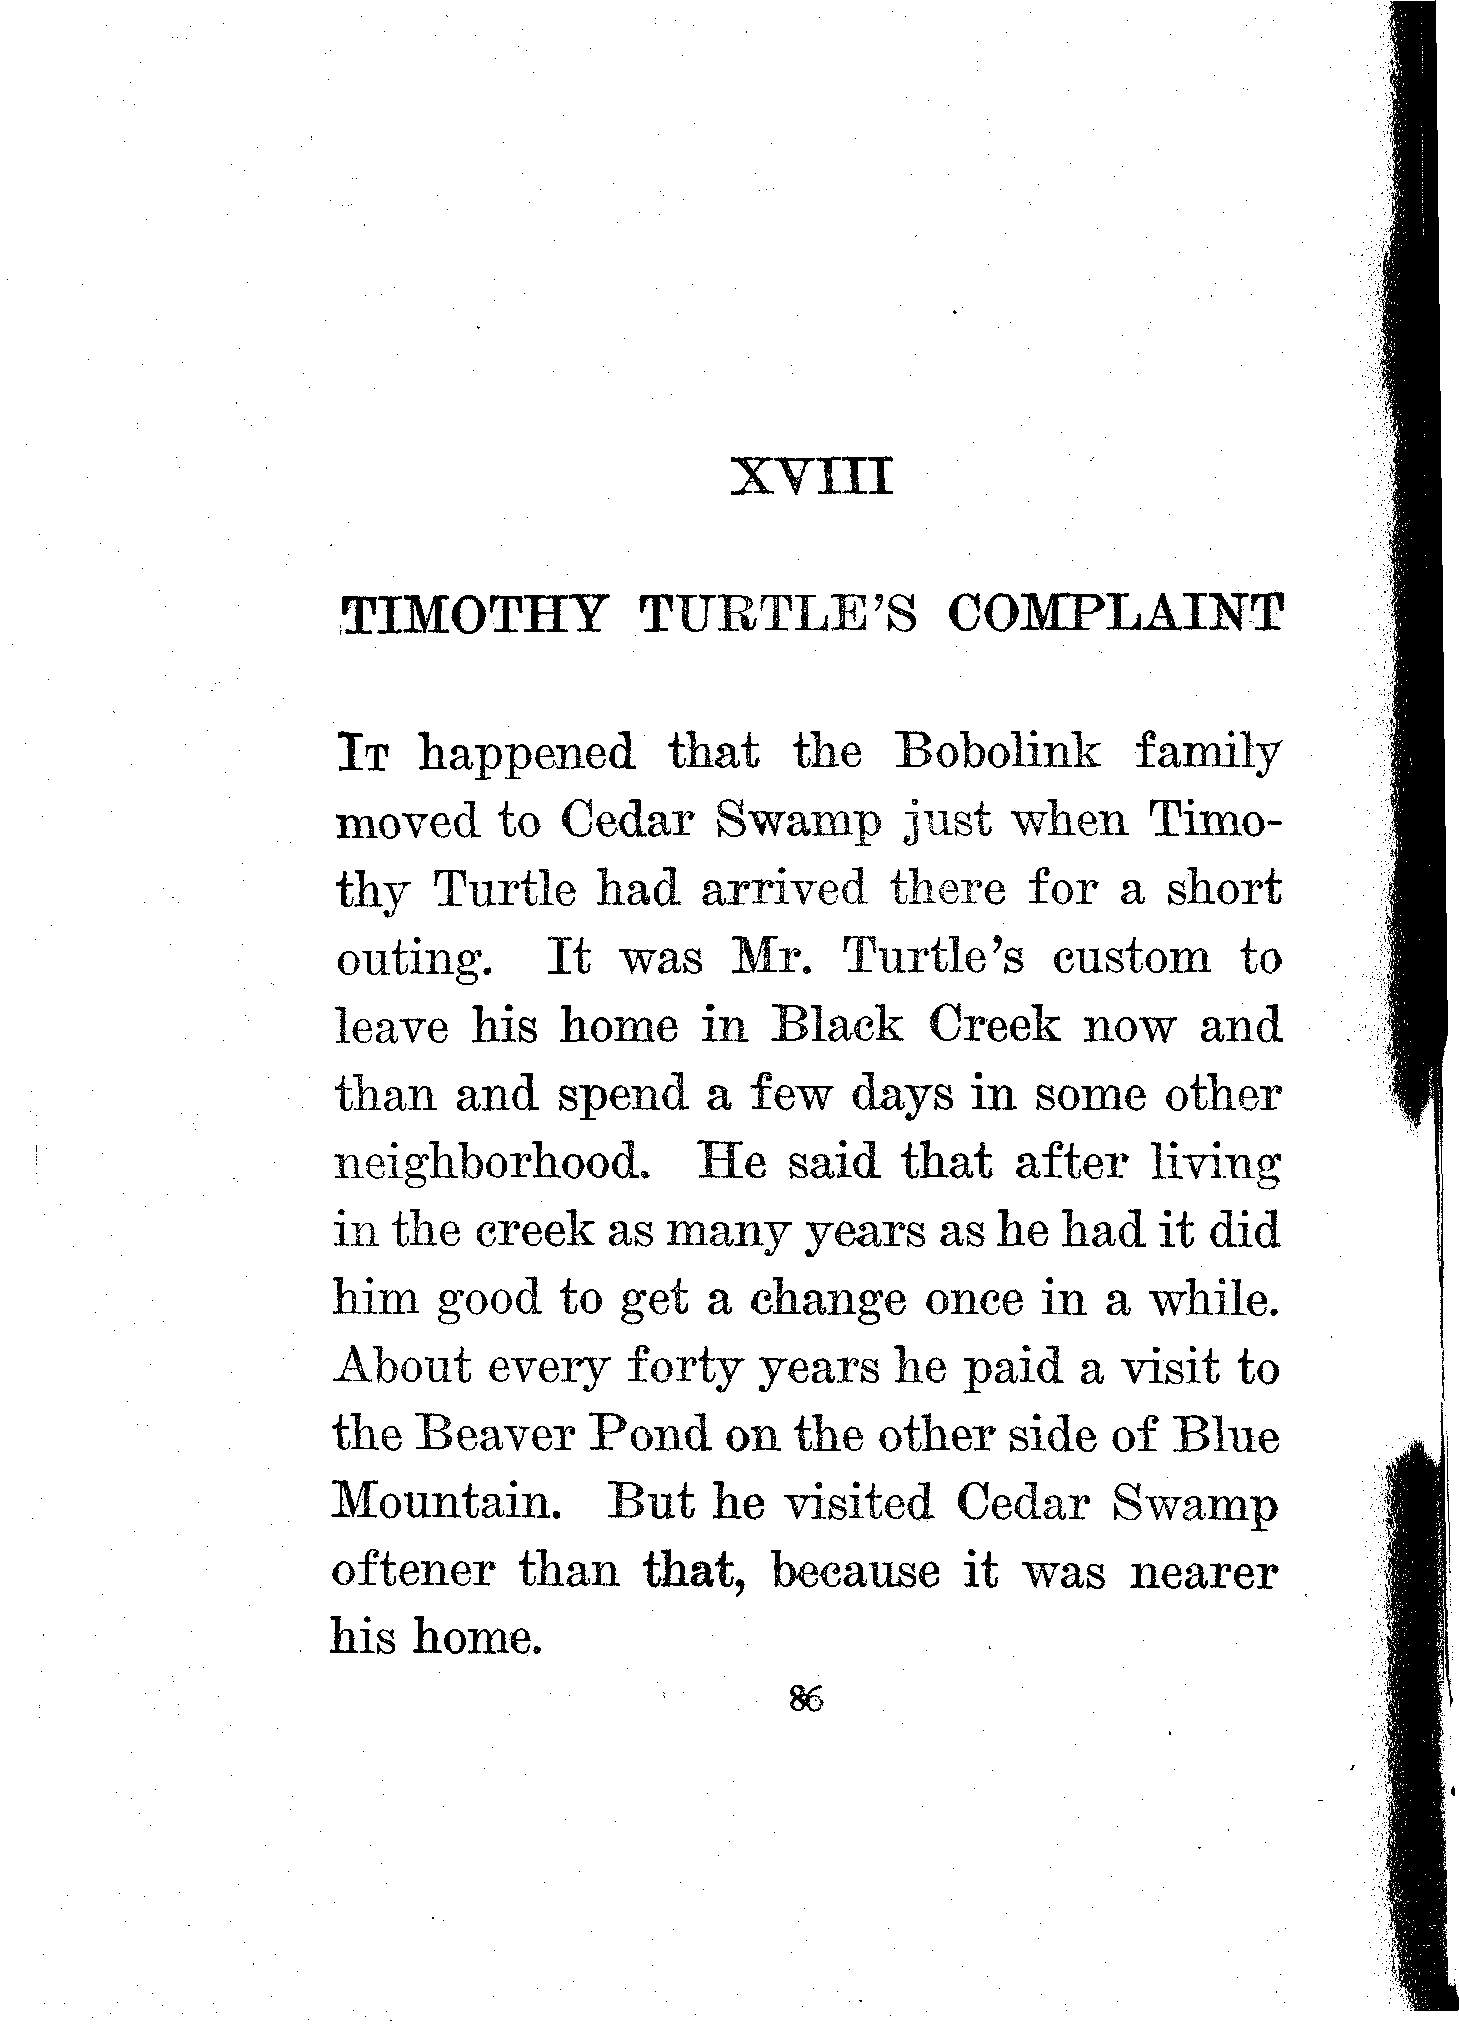 XVIII
TIMOTHY TURTLE'S COMPLAINT
IT happened that the Bobolink family
moved to Cedar Swamp just when Timo-
thy Turtle had arrived there for a short
outing. It was Mr. Turtle's custom to
leave his home in Black Creek now and
than and spend a few days in some other
neighborhood. He said that after living
in the creek as many years as he had it did
him good to get a change once in a while.
About every forty years he paid a visit to
the Beaver Pond on the other side of Blue
Mountain. But he visited Cedar Swamp
oftener than that, because it was nearer
his home.
86